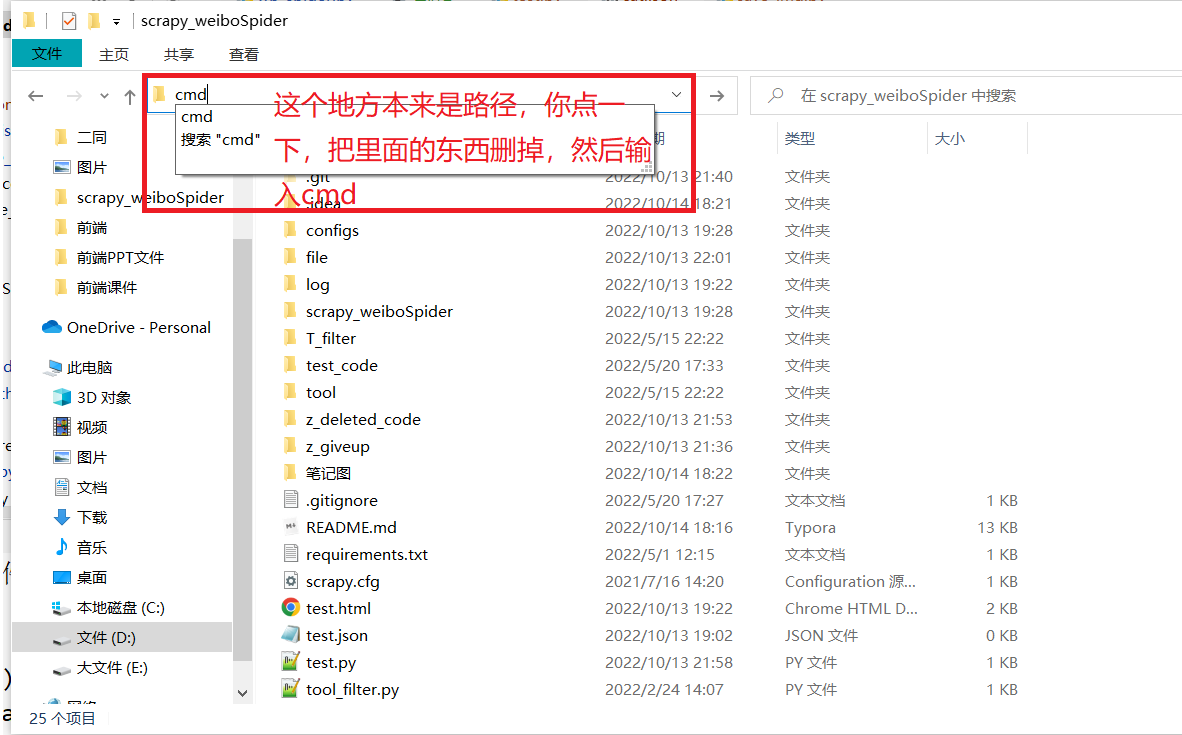 scrapy_weiboSpider
文件 主页 共享 查看
cmd
在 scrapy_weiboSpider 中搜索
cmd
搜索 "cmd"
这个地方本来是路径，你点一
下，把里面的东西删掉，然后输
入cmd
期 类型 大小
二同
图片
scrapy_weiboSpider
前端
前端PPT文件
前端课件
OneDrive - Personal
此电脑
3D 对象
视频
图片
文档
下载
音乐
桌面
本地磁盘 (C:)
文件 (D:)
大文件 (E:)
网络
.git 2022/10/13 21:40 文件夹
.idea 2022/10/14 18:21 文件夹
configs 2022/10/13 19:28 文件夹
file 2022/10/13 22:01 文件夹
log 2022/10/13 19:22 文件夹
scrapy_weiboSpider 2022/10/13 19:28 文件夹
T_filter 2022/5/15 22:22 文件夹
test_code 2022/5/20 17:33 文件夹
tool 2022/5/15 22:22 文件夹
z_deleted_code 2022/10/13 21:53 文件夹
z_giveup 2022/10/13 21:36 文件夹
笔记图 2022/10/14 18:22 文件夹
.gitignore 2022/5/20 17:27 文本文档 1 KB
README.md 2022/10/14 18:16 Typora 13 KB
requirements.txt 2022/5/1 12:15 文本文档 1 KB
scrapy.cfg 2021/7/16 14:20 Configuration 源... 1 KB
test.html 2022/10/13 19:22 Chrome HTML D... 2 KB
test.json 2022/10/13 19:02 JSON 文件 0 KB
test.py 2022/10/13 21:58 PY 文件 1 KB
tool_filter.py 2022/2/24 14:07 PY 文件 1 KB
25 个项目